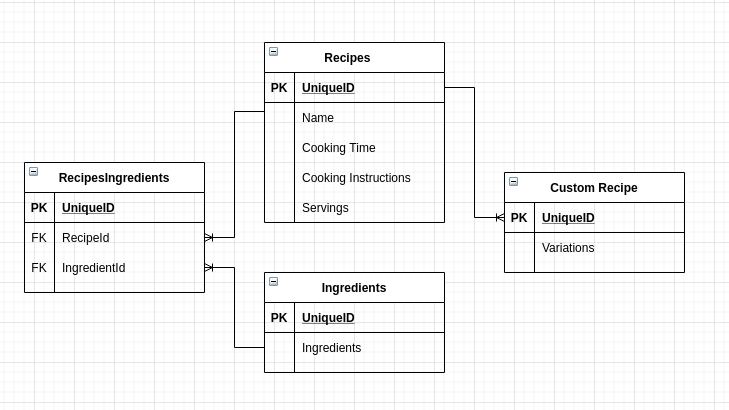 Recipes
PK UniqueID
Name
Cooking Time
Cooking Instructions
Servings
RecipesIngredients
PK UniqueID
FK RecipeId
FK IngredientId
Custom Recipe
PK UniqueID
Variations
Ingredients
PK UniqueID
Ingredients